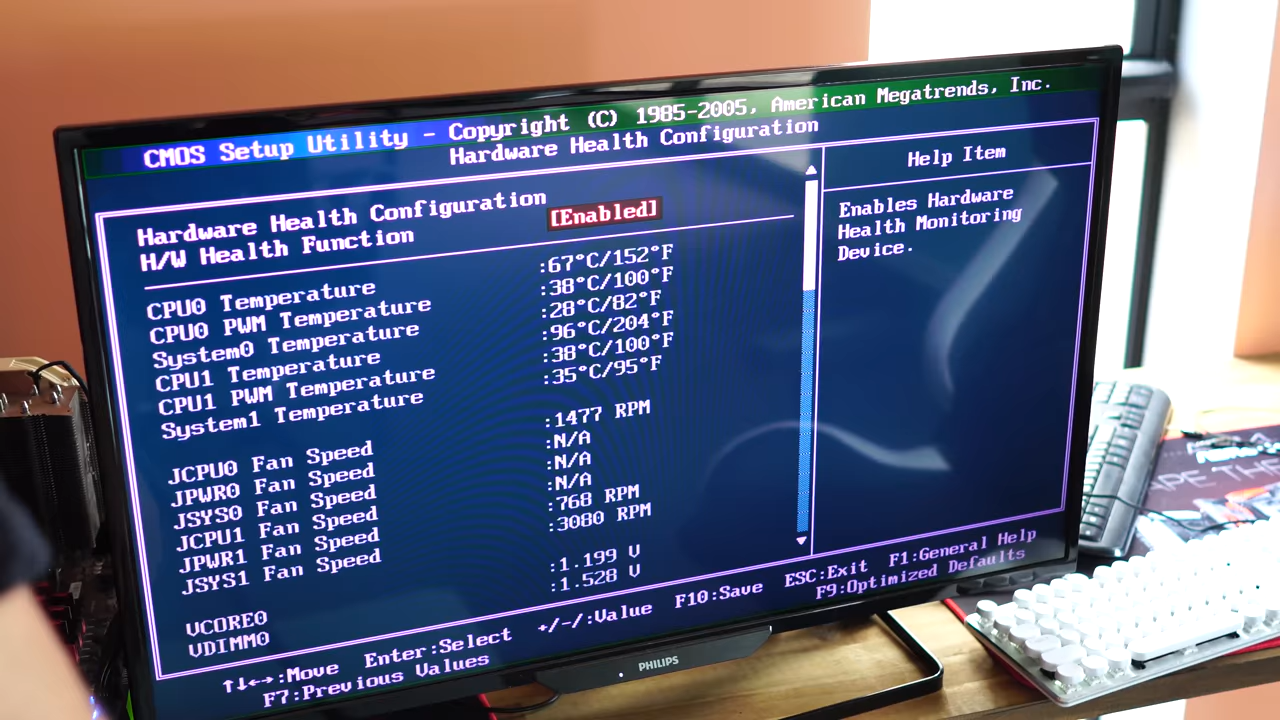 CMOS Setup Utility - Copyright (C) 1985-2005, American Megatrends, Inc.
Hardware Health Configuration
Hardware Health Configuration
H/W Health Function [Enabled]
CPU0 Temperature :67°C/152°F
CPU0 PWM Temperature :38°C/100°F
System0 Temperature :28°C/82°F
CPU1 Temperature :96°C/204°F
CPU1 PWM Temperature :38°C/100°F
System1 Temperature :35°C/95°F
JCPU0 Fan Speed :1477 RPM
JPWR0 Fan Speed :N/A
JSYS0 Fan Speed :N/A
JCPU1 Fan Speed :N/A
JPWR1 Fan Speed :768 RPM
JSYS1 Fan Speed :3080 RPM
VCORE0 :1.199 V
VDIMM0 :1.528 V
Help Item
Enables Hardware
Health Monitoring
Device.
↑↓←→:Move Enter:Select +/-/:Value F10:Save ESC:Exit F1:General Help
F7:Previous Values F9:Optimized Defaults
PHILIPS